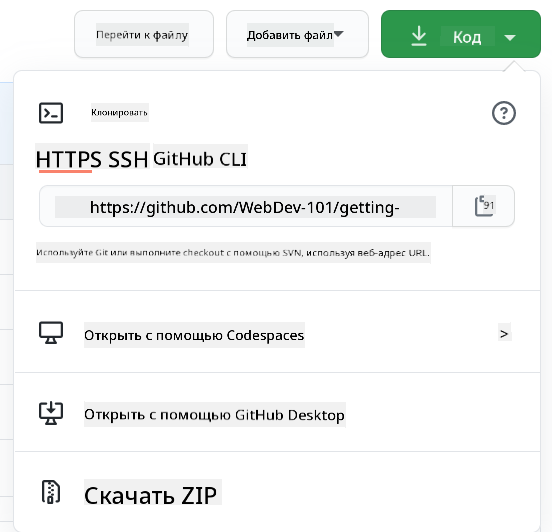 Перейти к файлу Добавить файл Код
Клонировать
HTTPS SSH GitHub CLI
https://github.com/WebDev-101/getting-
91
Используйте Git или выполните checkout с помощью SVN, используя веб-адрес URL.
Открыть с помощью Codespaces >
Открыть с помощью GitHub Desktop
Скачать ZIP